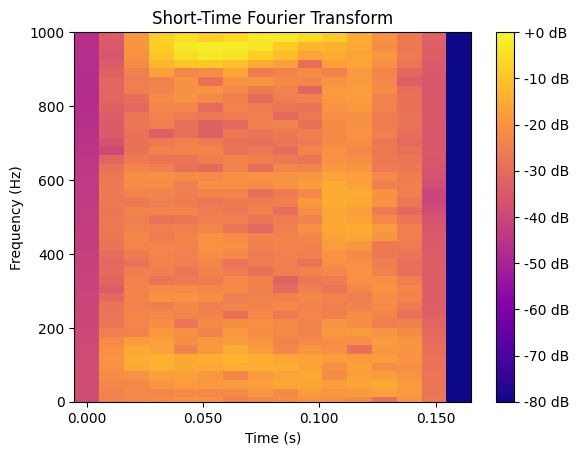 Short-Time Fourier Transform
1000
800
600
400
200
0
Frequency (Hz)
0.000
0.050
0.100
0.150
Time (s)
+0 dB
-10 dB
-20 dB
-30 dB
-40 dB
-50 dB
-60 dB
-70 dB
-80 dB